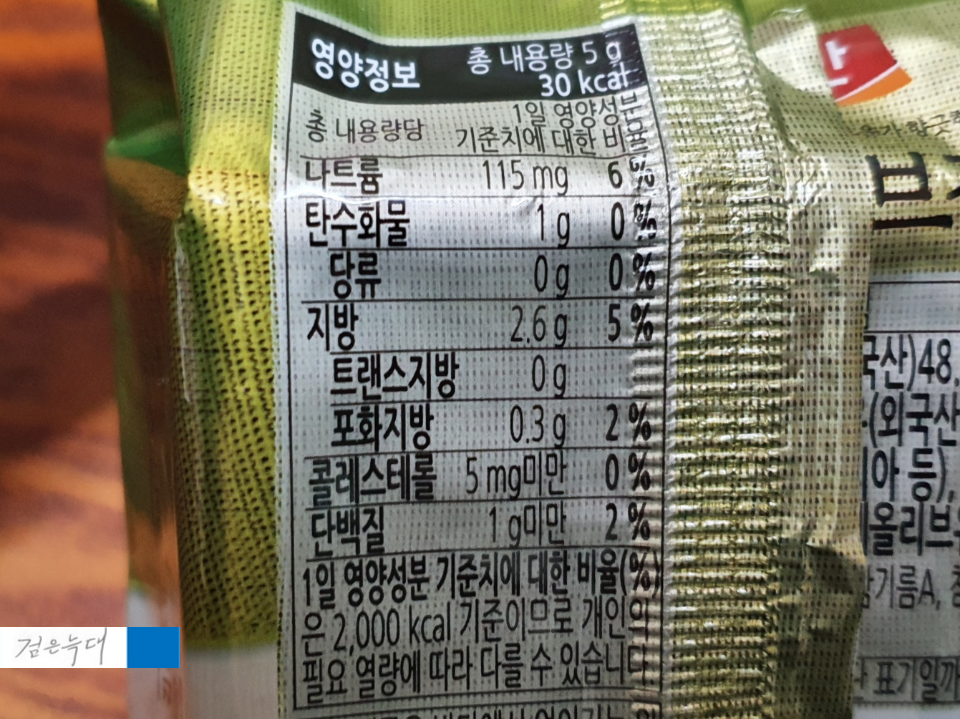 영양정보 총 내용량 5 g
30 kcal
총 내용량당 1일 영양성분
기준치에 대한 비율
나트륨 115 mg 6 %
탄수화물 1 g 0 %
당류 0 g 0 %
지방 2.6 g 5 %
트랜스지방 0 g
포화지방 0.3 g 2 %
콜레스테롤 5 mg미만 0 %
단백질 1 g미만 2 %
1일 영양성분 기준치에 대한 비율(%)
은 2,000 kcal 기준이므로 개인의
필요 열량에 따라 다를 수 있습니다
국산)48.
(외국산
아 등),
올리브유
참기름A,
표기일까
검은늑대